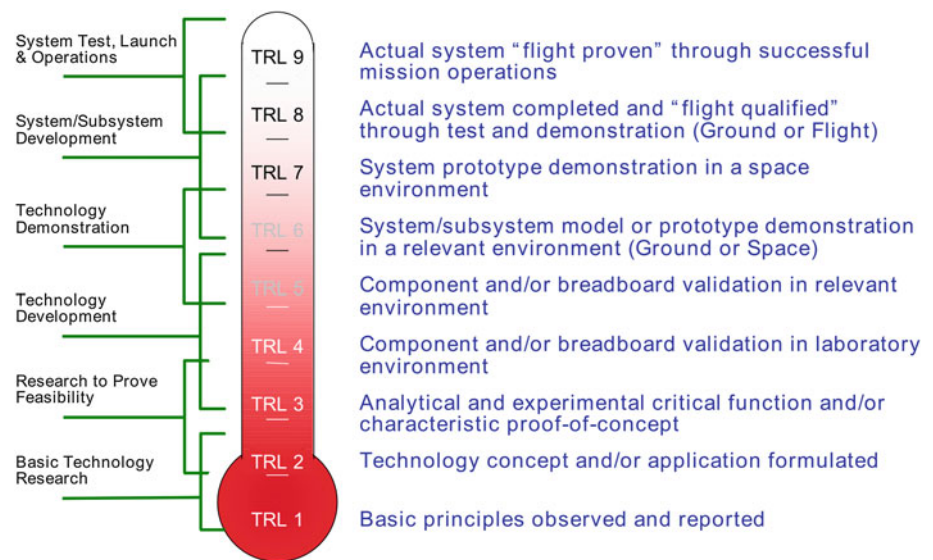 System Test, Launch
& Operations
System/Subsystem
Development
Technology
Demonstration
Technology
Development
Research to Prove
Feasibility
Basic Technology
Research
TRL 9
TRL 8
TRL 7
TRL 6
TRL 5
TRL 4
TRL 3
TRL 2
TRL 1
Actual system “flight proven” through successful
mission operations
Actual system completed and “flight qualified”
through test and demonstration (Ground or Flight)
System prototype demonstration in a space
environment
System/subsystem model or prototype demonstration
in a relevant environment (Ground or Space)
Component and/or breadboard validation in relevant
environment
Component and/or breadboard validation in laboratory
environment
Analytical and experimental critical function and/or
characteristic proof-of-concept
Technology concept and/or application formulated
Basic principles observed and reported